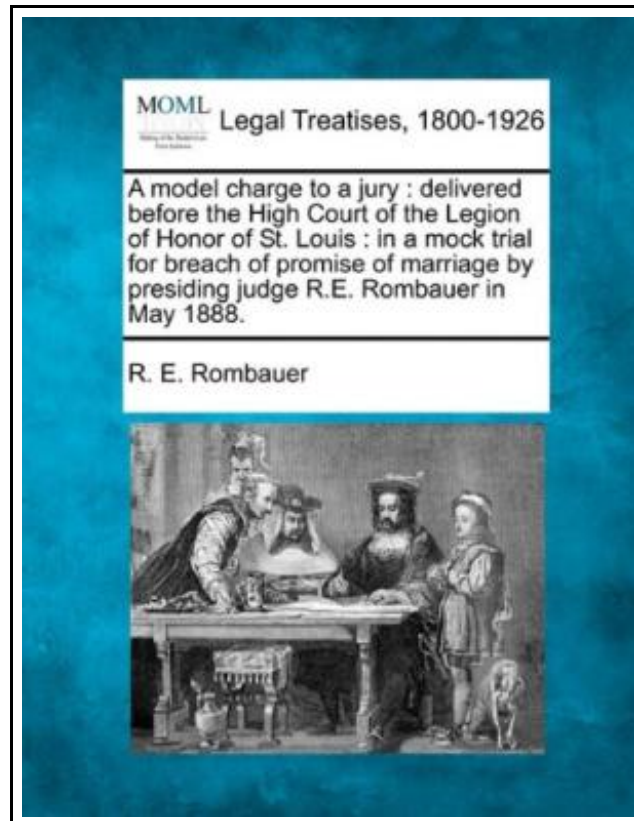 MOML
Legal Treatises, 1800-1926
A model charge to a jury : delivered
before the High Court of the Legion
of Honor of St. Louis : in a mock trial
for breach of promise of marriage by
presiding judge R.E. Rombauer in
May 1888.
R. E. Rombauer